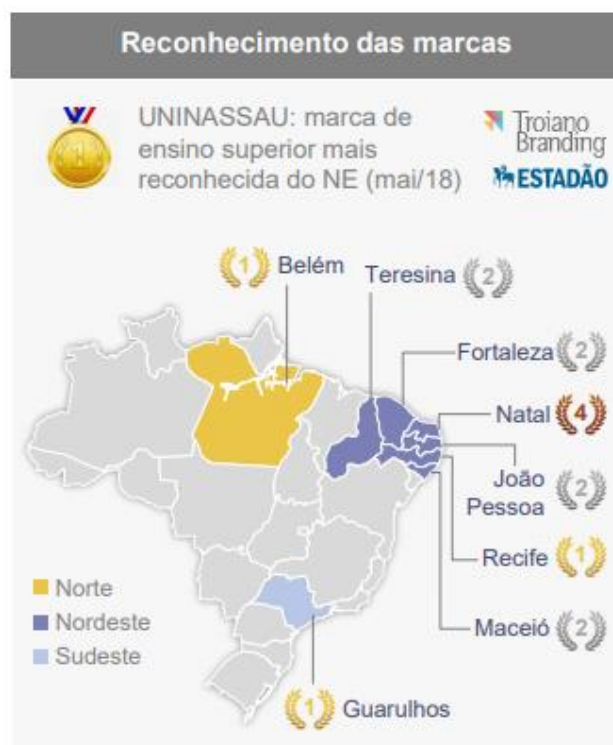 Reconhecimento das marcas
1
UNINASSAU: marca de
ensino superior mais
reconhecida do NE (mai/18)
Troiano
Branding
ESTADÃO
1 Belém
Teresina 2
Fortaleza 2
Natal 4
João
Pessoa 2
Recife 1
Maceió 2
Norte
Nordeste
Sudeste
1 Guarulhos